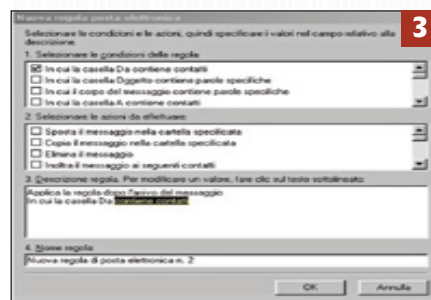 Nuova regola posta elettronica
3
Selezionare le condizioni e le azioni, quindi specificare i valori nel campo relativo alla
descrizione.
1. Selezionare le condizioni della regola:
In cui la casella Da contiene contatti
In cui la casella Oggetto contiene parole specifiche
In cui il corpo del messaggio contiene parole specifiche
In cui la casella A contiene contatti
2. Selezionare le azioni da effettuare:
Sposta il messaggio nella cartella specificata
Copia il messaggio nella cartella specificata
Elimina il messaggio
Inoltra il messaggio ai seguenti contatti
3. Descrizione regola. Per modificare un valore, fare clic sul testo sottolineato:
Applica la regola dopo l'arrivo del messaggio
In cui la casella Da contiene contatti
4. Nome regola:
Nuova regola di posta elettronica n. 2
OK
Annulla